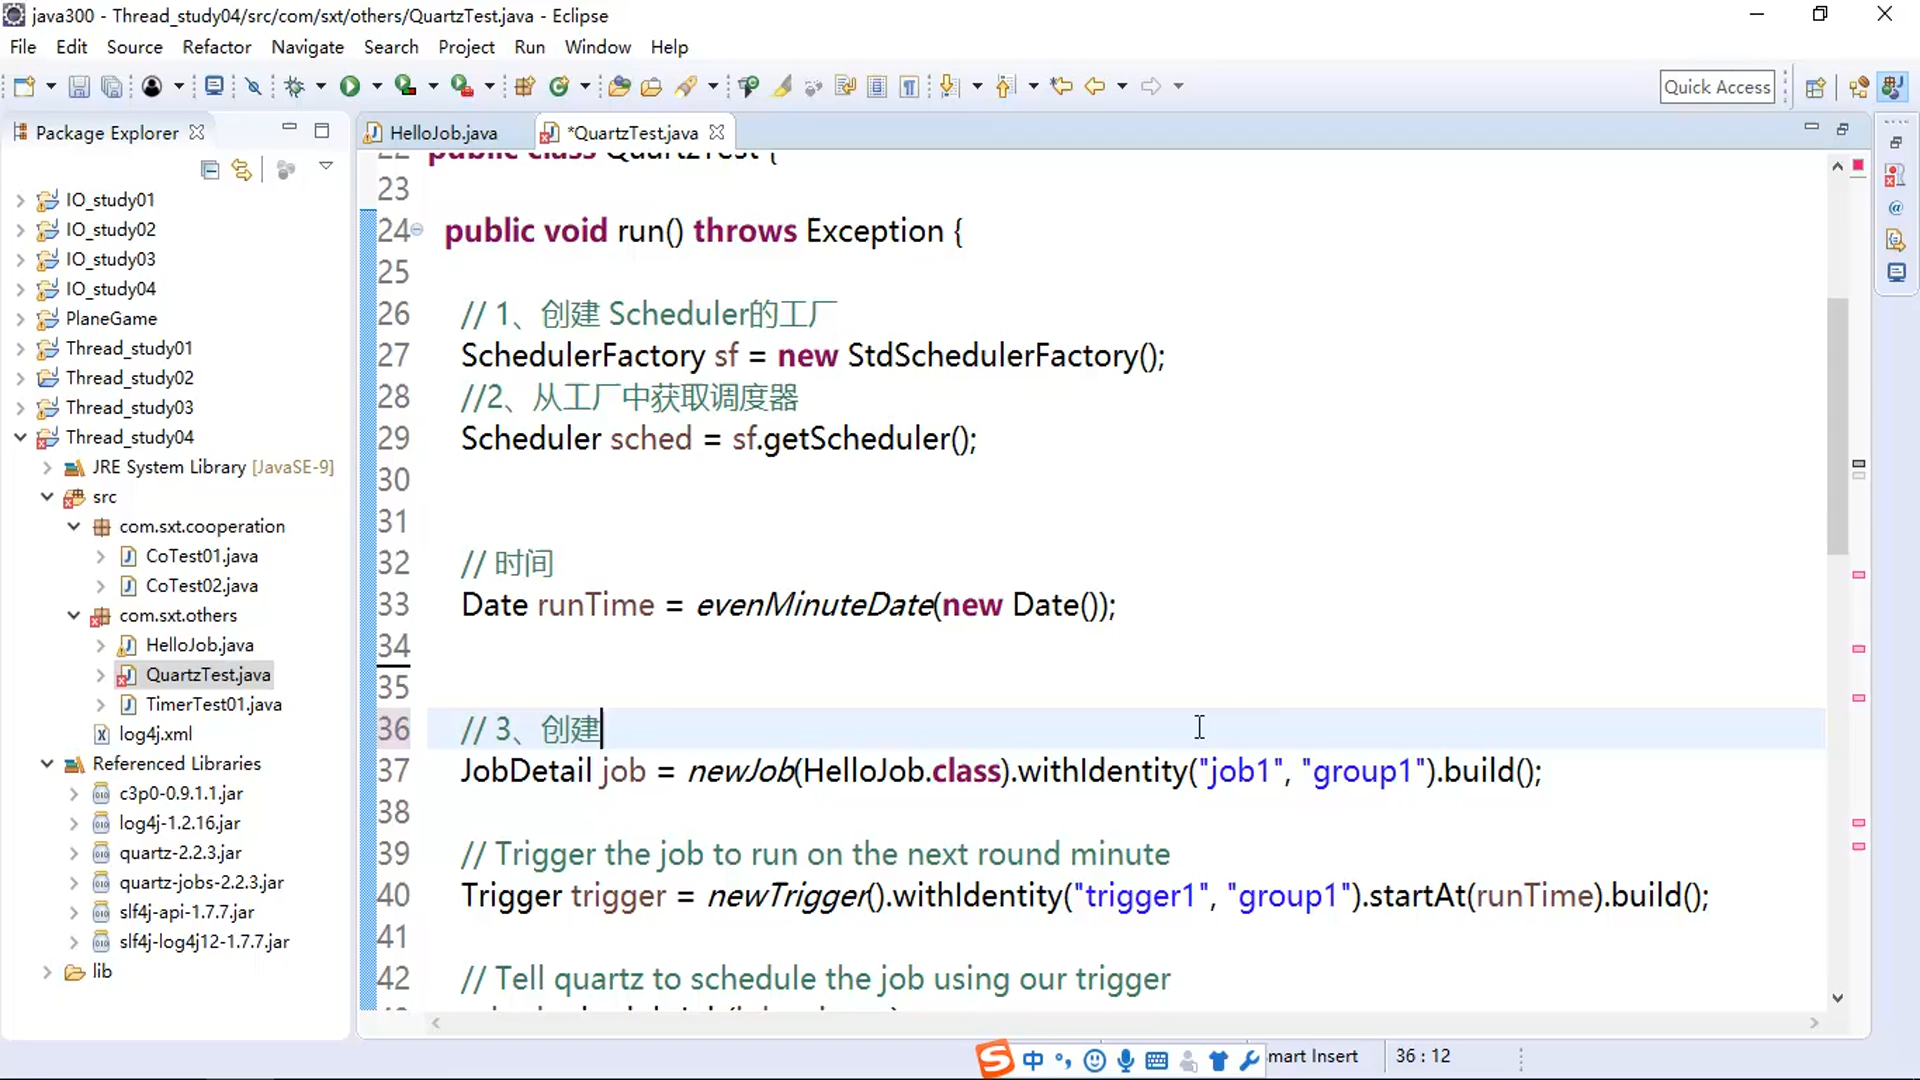 java300 - Thread_study04/src/com/sxt/others/QuartzTest.java - Eclipse
File Edit Source Refactor Navigate Search Project Run Window Help
Quick Access
Package Explorer
HelloJob.java
*QuartzTest.java
IO_study01
IO_study02
IO_study03
IO_study04
PlaneGame
Thread_study01
Thread_study02
Thread_study03
Thread_study04
JRE System Library [JavaSE-9]
src
com.sxt.cooperation
CoTest01.java
CoTest02.java
com.sxt.others
HelloJob.java
QuartzTest.java
TimerTest01.java
log4j.xml
Referenced Libraries
c3p0-0.9.1.1.jar
log4j-1.2.16.jar
quartz-2.2.3.jar
quartz-jobs-2.2.3.jar
slf4j-api-1.7.7.jar
slf4j-log4j12-1.7.7.jar
lib
22 public class QuartzTest {
23
24 public void run() throws Exception {
25
26 // 1、创建 Scheduler的工厂
27 SchedulerFactory sf = new StdSchedulerFactory();
28 //2、从工厂中获取调度器
29 Scheduler sched = sf.getScheduler();
30
31
32 // 时间
33 Date runTime = evenMinuteDate(new Date());
34
35
36 // 3、创建
37 JobDetail job = newJob(HelloJob.class).withIdentity("job1", "group1").build();
38
39 // Trigger the job to run on the next round minute
40 Trigger trigger = newTrigger().withIdentity("trigger1", "group1").startAt(runTime).build();
41
42 // Tell quartz to schedule the job using our trigger
中
mart Insert
36 : 12